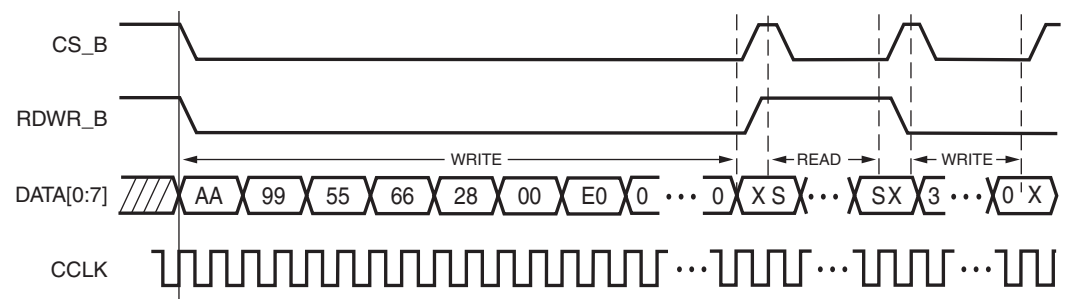 CS_B
RDWR_B
WRITE READ WRITE
DATA[0:7] AA 99 55 66 28 00 E0 0 ••• 0 X S ••• SX 3 ••• 0 X
CCLK ••• ••• •••